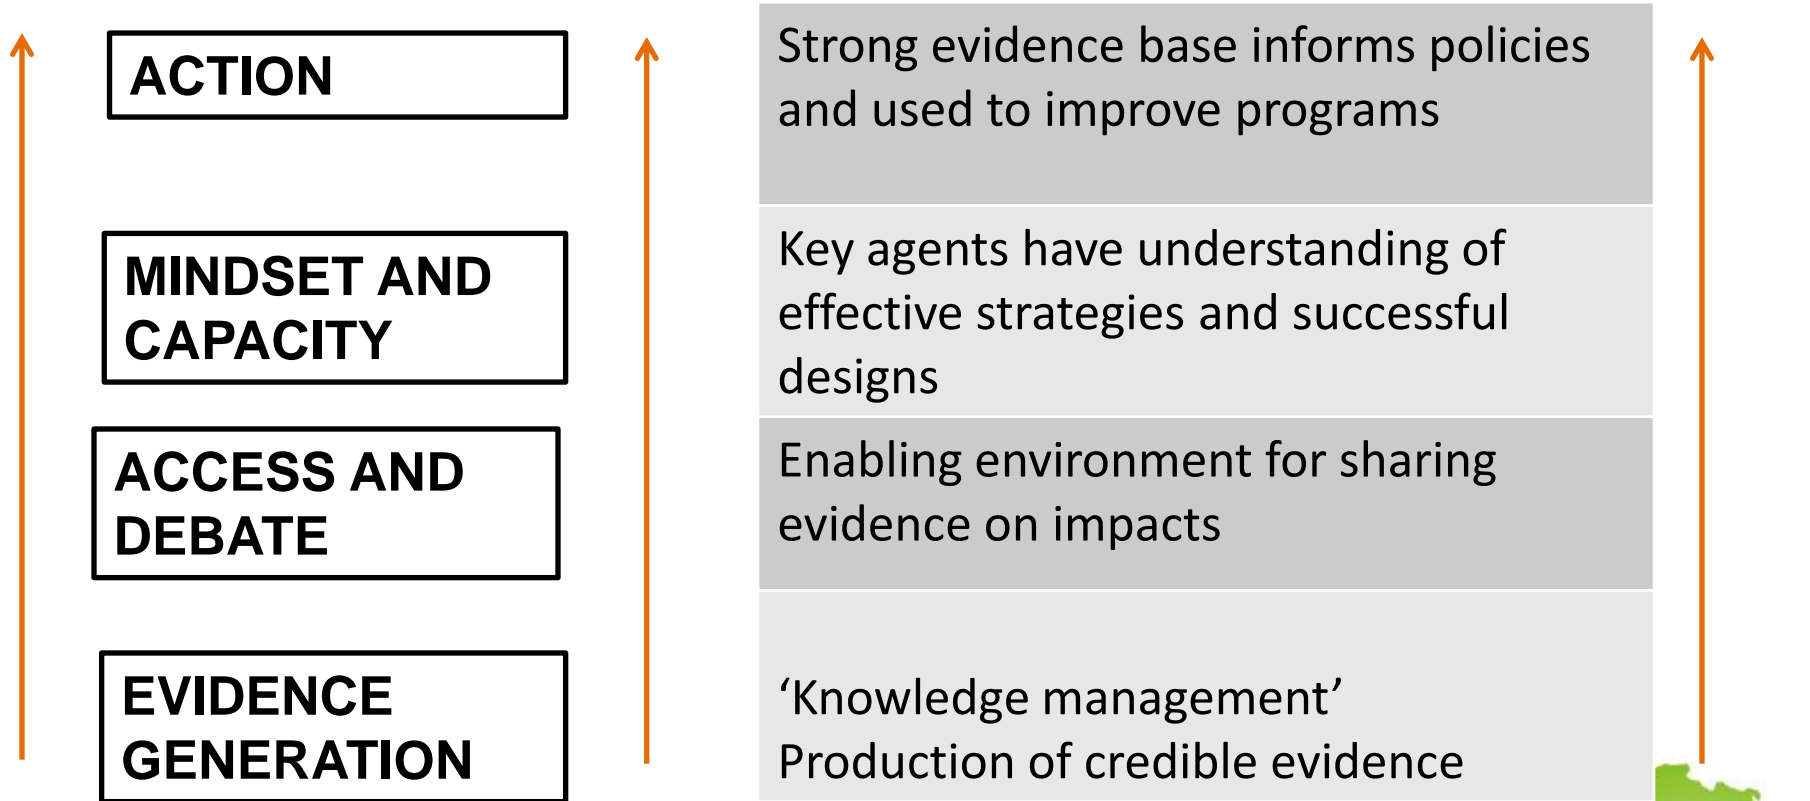 ACTION
Strong evidence base informs policies
and used to improve programs
MINDSET AND
CAPACITY
Key agents have understanding of
effective strategies and successful
designs
ACCESS AND
DEBATE
Enabling environment for sharing
evidence on impacts
EVIDENCE
GENERATION
‘Knowledge management’
Production of credible evidence